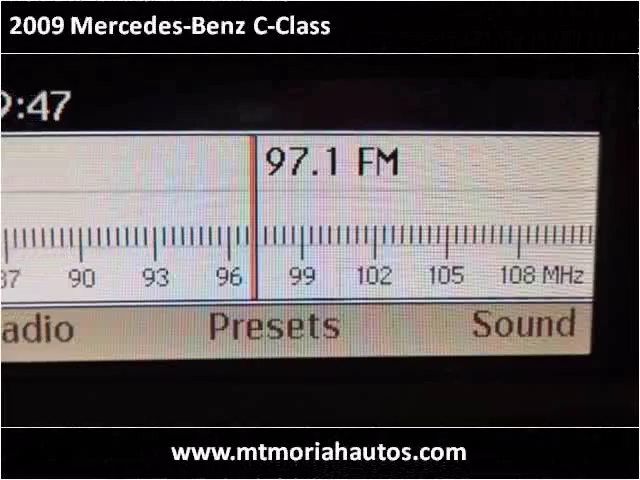 2009 Mercedes-Benz C-Class
9:47
97.1 FM
87 90 93 96 99 102 105 108 MHz
adio Presets Sound
www.mtmoriahautos.com